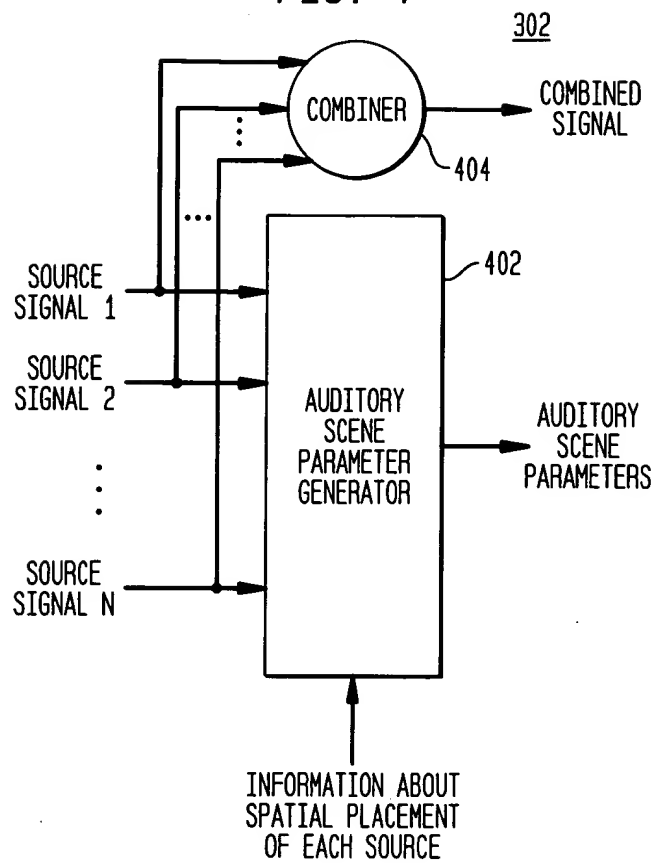 302
COMBINER
COMBINED
SIGNAL
404
402
SOURCE
SIGNAL 1
SOURCE
SIGNAL 2
AUDITORY
SCENE
PARAMETER
GENERATOR
AUDITORY
SCENE
PARAMETERS
SOURCE
SIGNAL N
INFORMATION ABOUT
SPATIAL PLACEMENT
OF EACH SOURCE